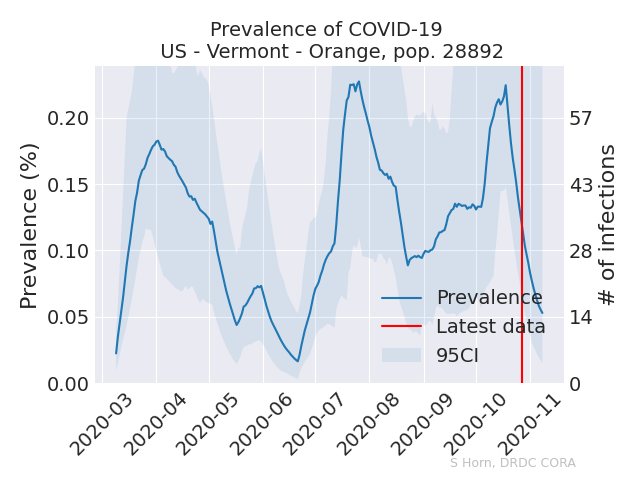 Prevalence of COVID-19
US - Vermont - Orange, pop. 28892
Prevalence (%)
0.20
0.15
0.10
0.05
0.00
57
43
28
14
0
# of infections
Prevalence
Latest data
95CI
2020-03
2020-04
2020-05
2020-06
2020-07
2020-08
2020-09
2020-10
2020-11
S Horn, DRDC CORA